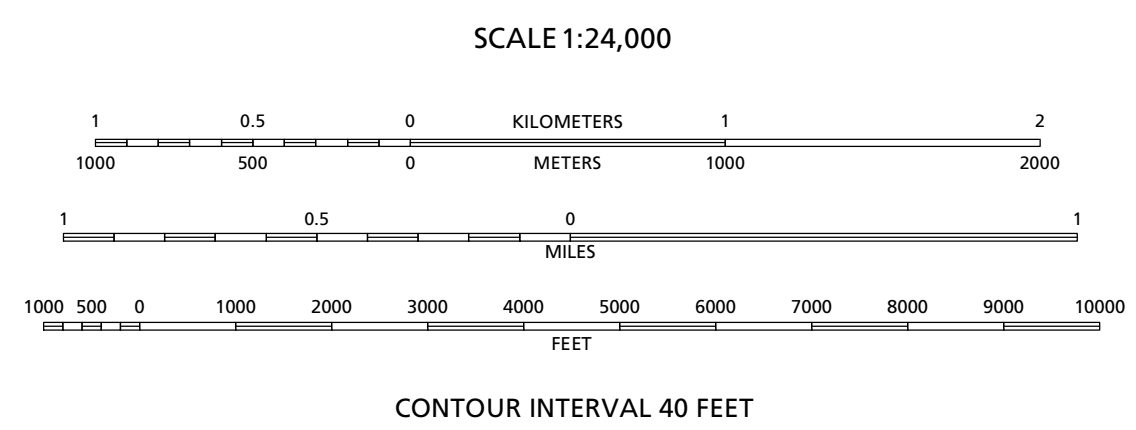 SCALE 1:24,000
1 0.5 0 KILOMETERS 1 2
1000 500 0 METERS 1000 2000
1 0.5 0 1
MILES
1000 500 0 1000 2000 3000 4000 5000 6000 7000 8000 9000 10000
FEET
CONTOUR INTERVAL 40 FEET